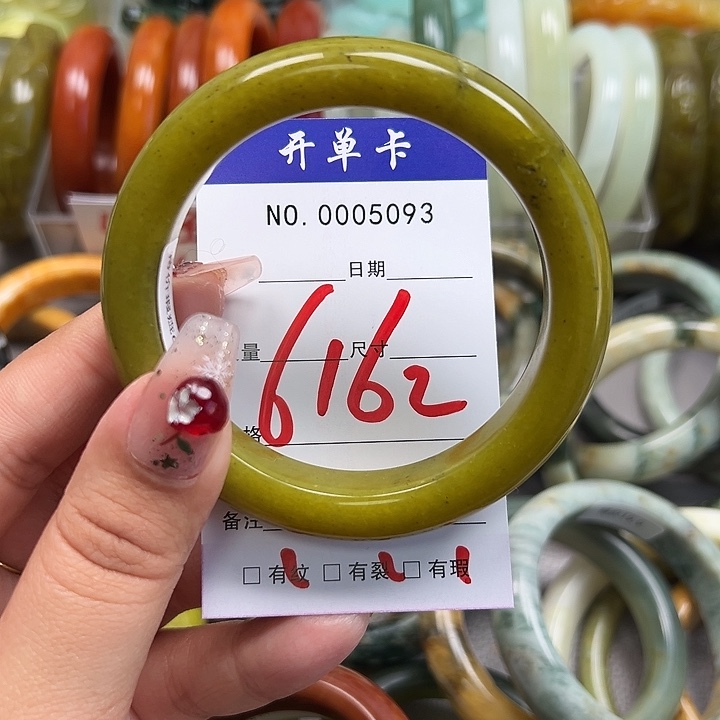 开单卡
NO. 0005093
日期
量 尺寸
6162
格
备注
□ 有纹 □ 有裂 □ 有瑕